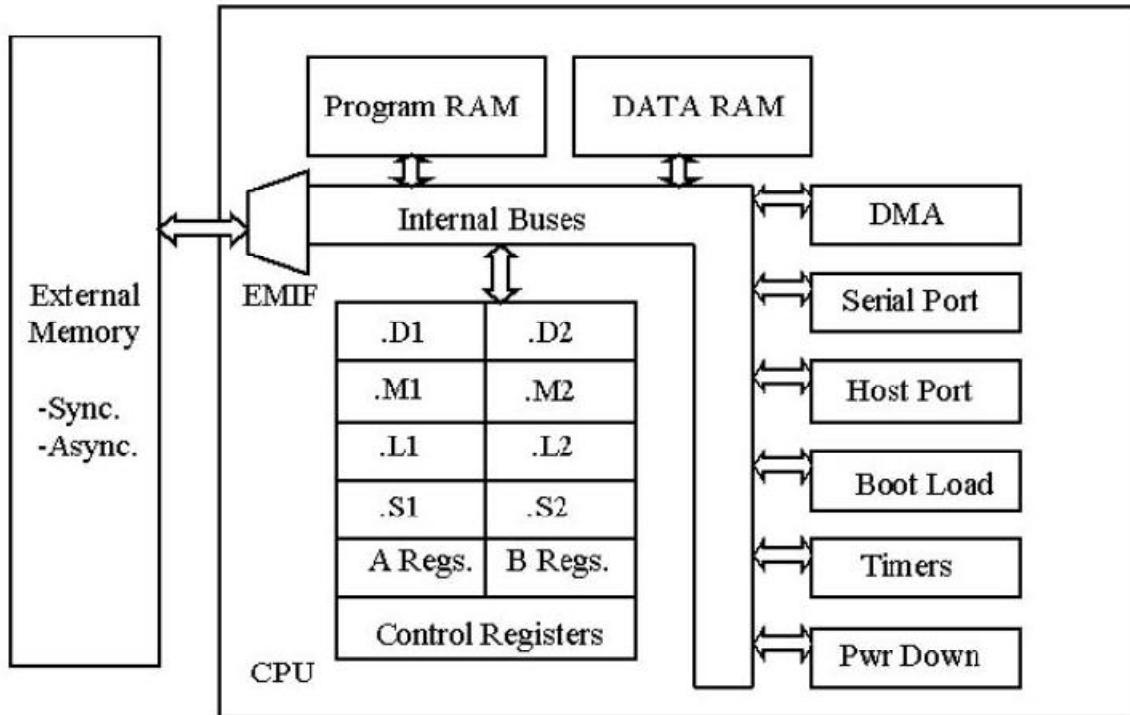 Program RAM
DATA RAM
Internal Buses
External
Memory
-Sync.
-Async.
EMIF
.D1
.D2
.M1
.M2
.L1
.L2
.S1
.S2
A Regs.
B Regs.
Control Registers
CPU
DMA
Serial Port
Host Port
Boot Load
Timers
Pwr Down